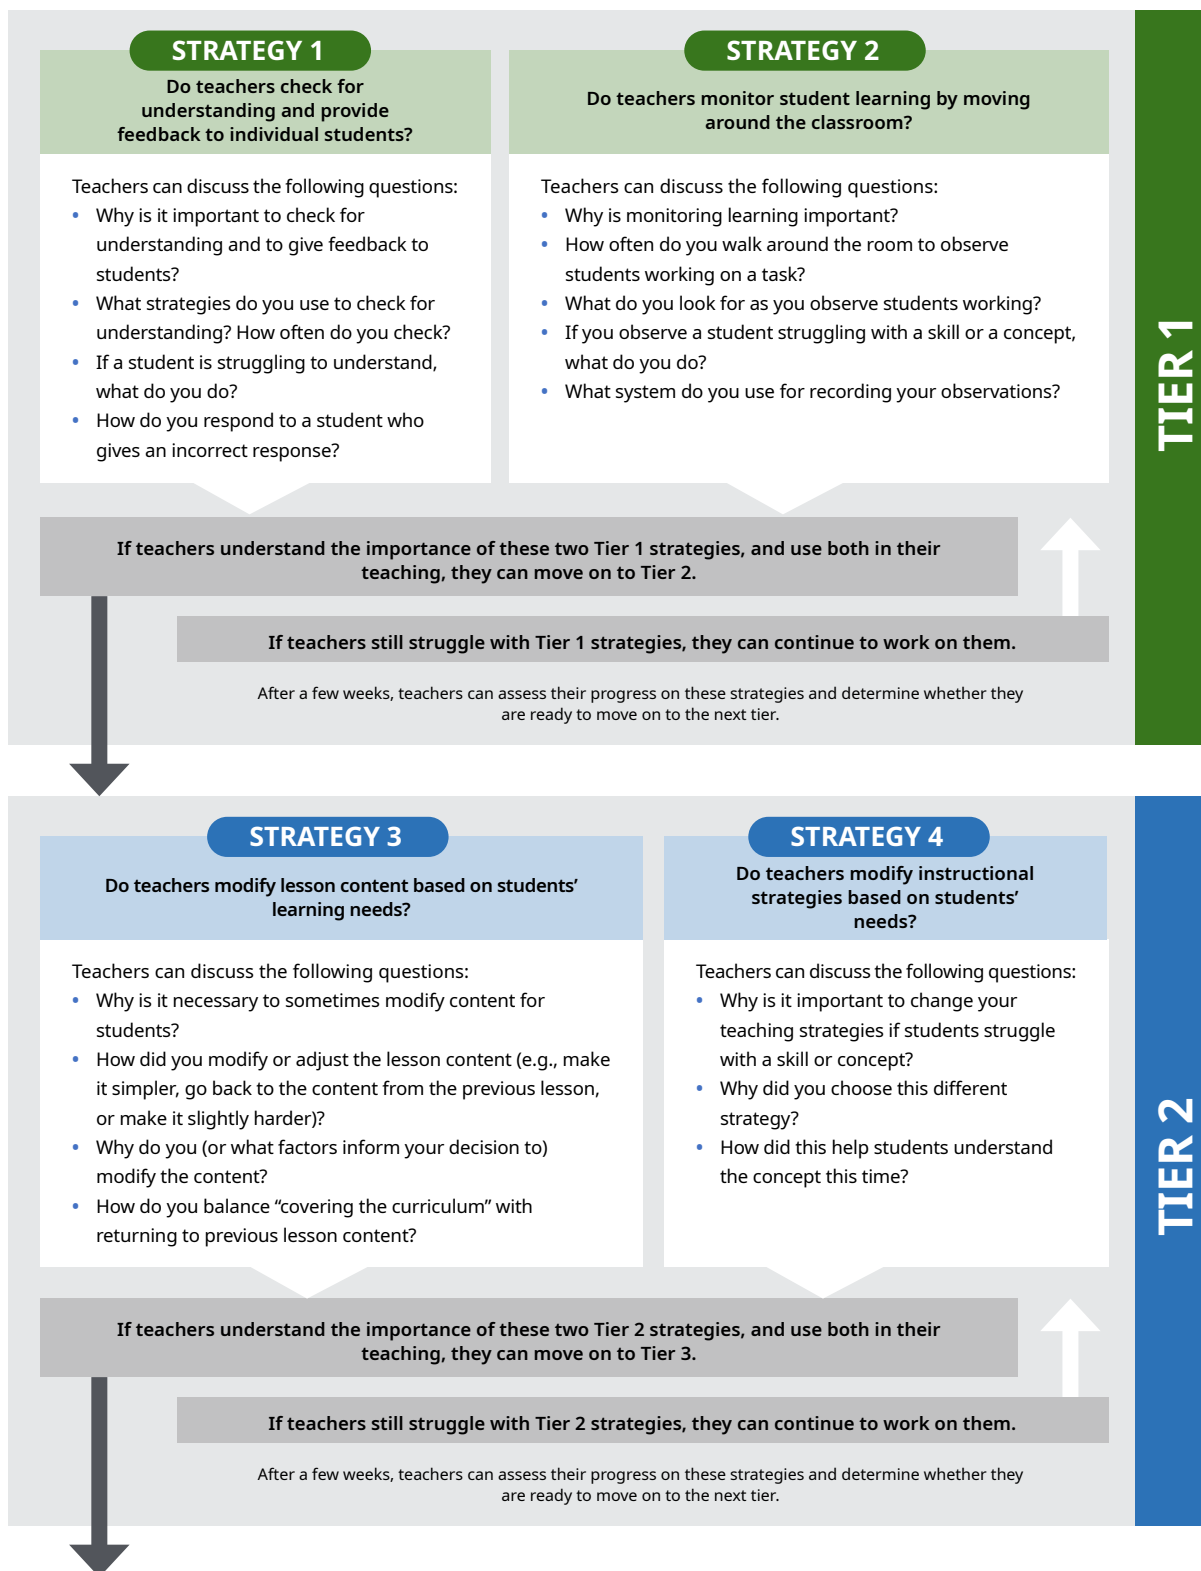 STRATEGY 1
Do teachers check for
understanding and provide
feedback to individual students?
Teachers can discuss the following questions:
• Why is it important to check for
understanding and to give feedback to
students?
• What strategies do you use to check for
understanding? How often do you check?
• If a student is struggling to understand,
what do you do?
• How do you respond to a student who
gives an incorrect response?
STRATEGY 2
Do teachers monitor student learning by moving
around the classroom?
Teachers can discuss the following questions:
• Why is monitoring learning important?
• How often do you walk around the room to observe
students working on a task?
• What do you look for as you observe students working?
• If you observe a student struggling with a skill or a concept,
what do you do?
• What system do you use for recording your observations?
If teachers understand the importance of these two Tier 1 strategies, and use both in their
teaching, they can move on to Tier 2.
If teachers still struggle with Tier 1 strategies, they can continue to work on them.
After a few weeks, teachers can assess their progress on these strategies and determine whether they
are ready to move on to the next tier.
TIER 1
STRATEGY 3
Do teachers modify lesson content based on students’
learning needs?
Teachers can discuss the following questions:
• Why is it necessary to sometimes modify content for
students?
• How did you modify or adjust the lesson content (e.g., make
it simpler, go back to the content from the previous lesson,
or make it slightly harder)?
• Why do you (or what factors inform your decision to)
modify the content?
• How do you balance “covering the curriculum” with
returning to previous lesson content?
STRATEGY 4
Do teachers modify instructional
strategies based on students’
needs?
Teachers can discuss the following questions:
• Why is it important to change your
teaching strategies if students struggle
with a skill or concept?
• Why did you choose this different
strategy?
• How did this help students understand
the concept this time?
If teachers understand the importance of these two Tier 2 strategies, and use both in their
teaching, they can move on to Tier 3.
If teachers still struggle with Tier 2 strategies, they can continue to work on them.
After a few weeks, teachers can assess their progress on these strategies and determine whether they
are ready to move on to the next tier.
TIER 2